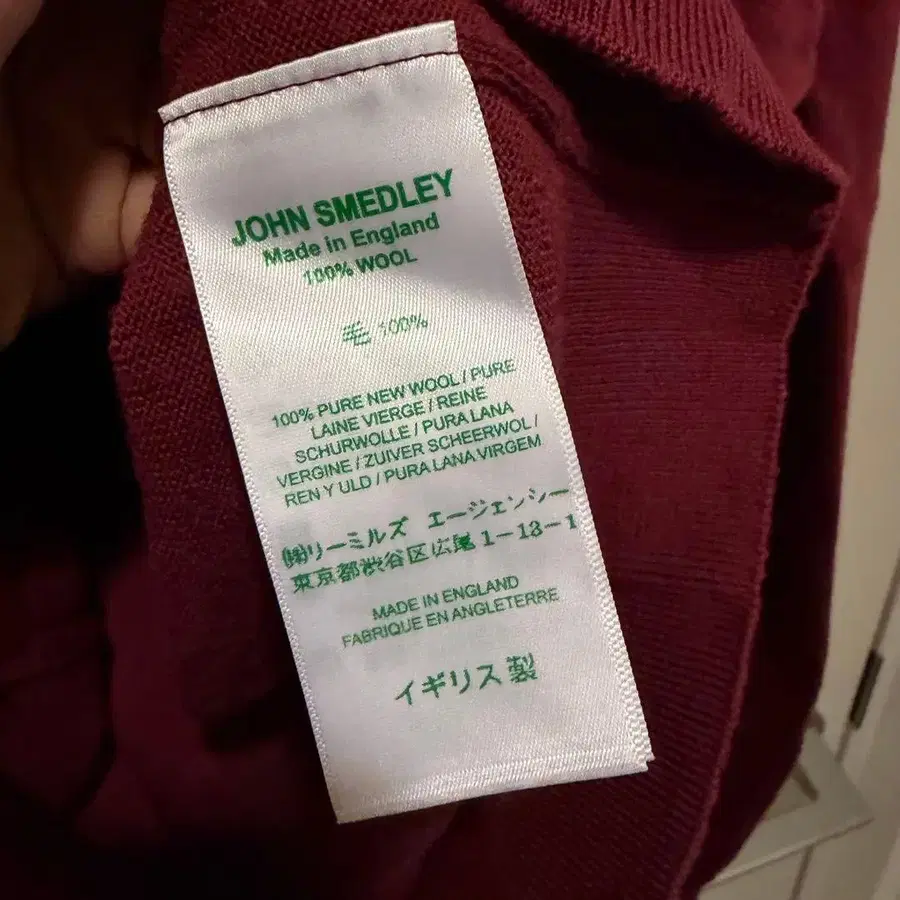 JOHN SMEDLEY
Made in England
100% WOOL
毛 100%
100% PURE NEW WOOL / PURE
LAINE VIERGE / REINE
SCHURWOLLE / PURA LANA
VERGINE / ZUIVER SCHEERWOL /
REN Y ULD / PURA LANA VIRGEM
㈱リーミルズ エージェンシー
東京都渋谷区広尾 1-13-1
MADE IN ENGLAND
FABRIQUE EN ANGLETERRE
イギリス製